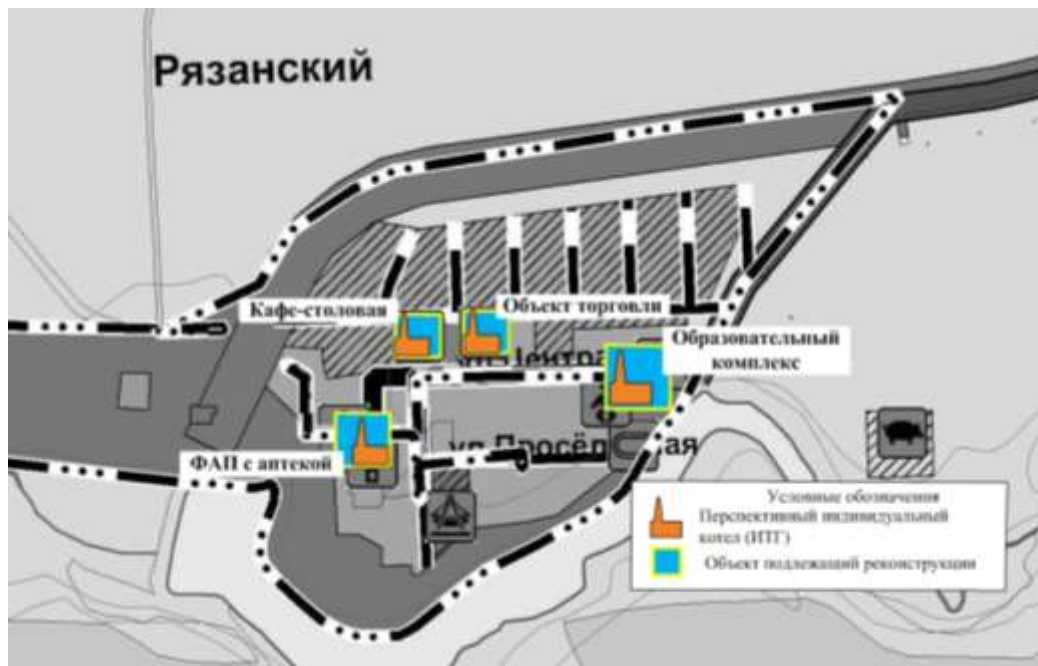 Рязанский
Кафе-столовая
Объект торговли
Образовательный
комплекс
ФАП с аптекой
Условные обозначения
Перспективный индивидуальный
котел (ИТГ)
Объект подлежащий реконструкции